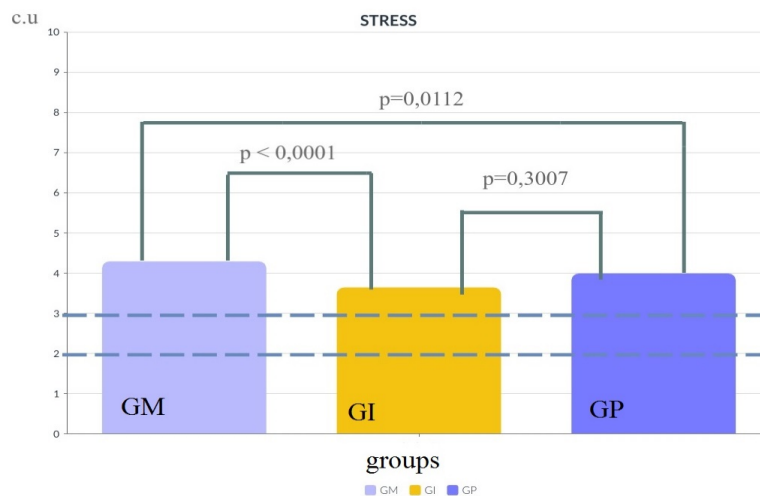 c.u
STRESS
10
9
8
7
6
5
4
3
2
1
0
p=0,0112
p < 0,0001
p=0,3007
GM
GI
GP
groups
GM GI GP